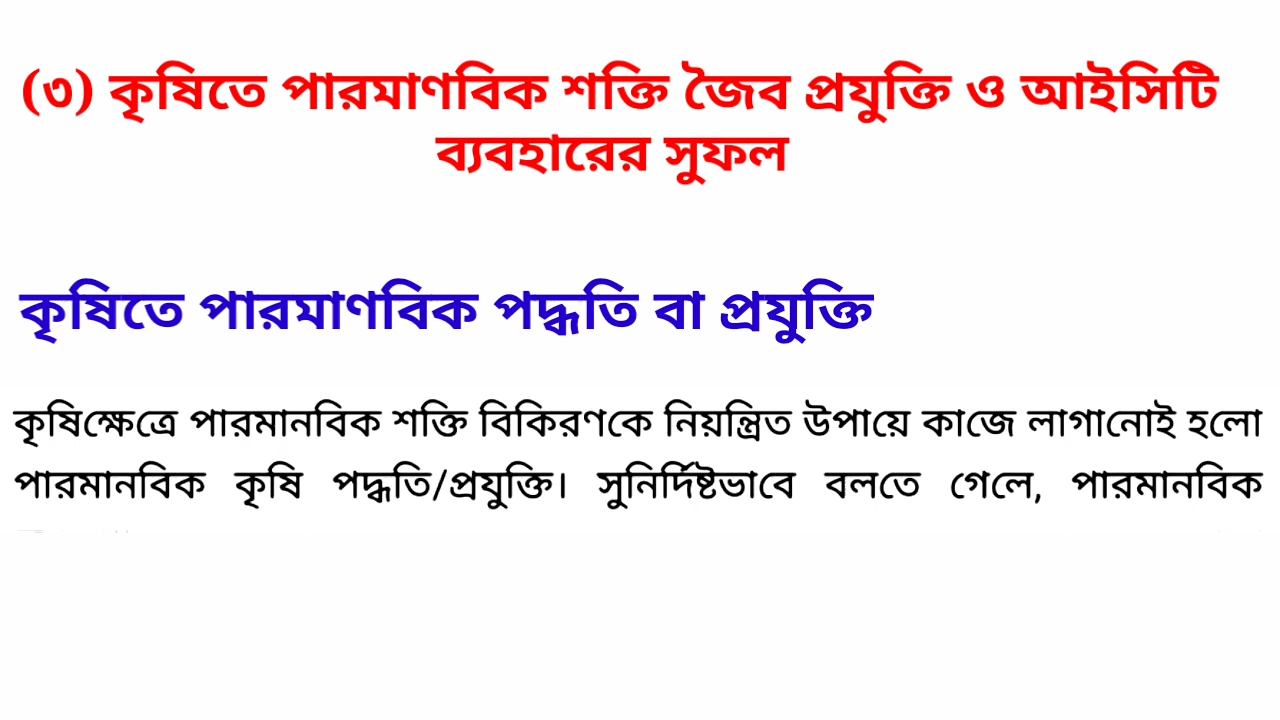 (৩) কৃষিতে পারমাণবিক শক্তি জৈব প্রযুক্তি ও আইসিটি
ব্যবহারের সুফল
কৃষিতে পারমাণবিক পদ্ধতি বা প্রযুক্তি
কৃষিক্ষেত্রে পারমানবিক শক্তি বিকিরণকে নিয়ন্ত্রিত উপায়ে কাজে লাগানোই হলো
পারমানবিক কৃষি পদ্ধতি/প্রযুক্তি। সুনির্দিষ্টভাবে বলতে গেলে, পারমানবিক